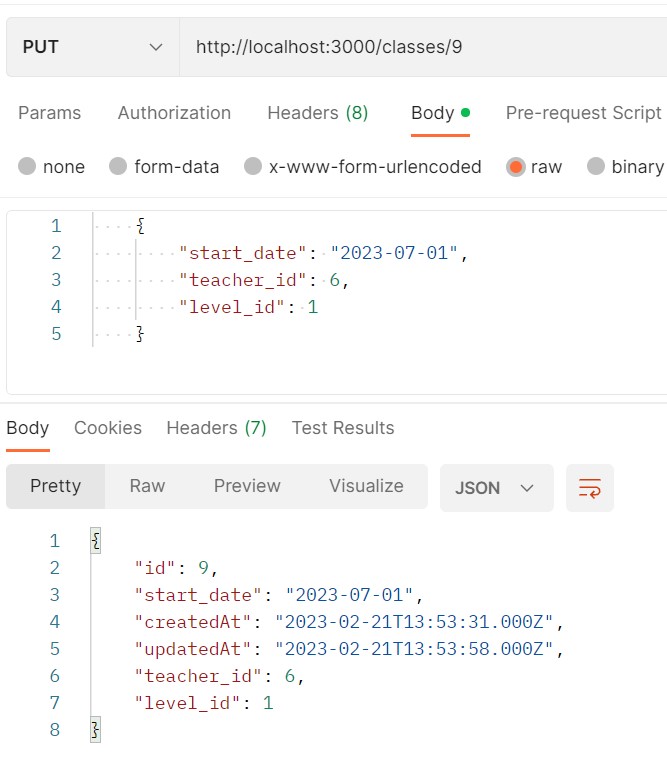 PUT http://localhost:3000/classes/9
Params Authorization Headers (8) Body Pre-request Script
none form-data x-www-form-urlencoded raw binary
1 {
2 "start_date": "2023-07-01",
3 "teacher_id": 6,
4 "level_id": 1
5 }
Body Cookies Headers (7) Test Results
Pretty Raw Preview Visualize JSON
1 {
2 "id": 9,
3 "start_date": "2023-07-01",
4 "createdAt": "2023-02-21T13:53:31.000Z",
5 "updatedAt": "2023-02-21T13:53:58.000Z",
6 "teacher_id": 6,
7 "level_id": 1
8 }